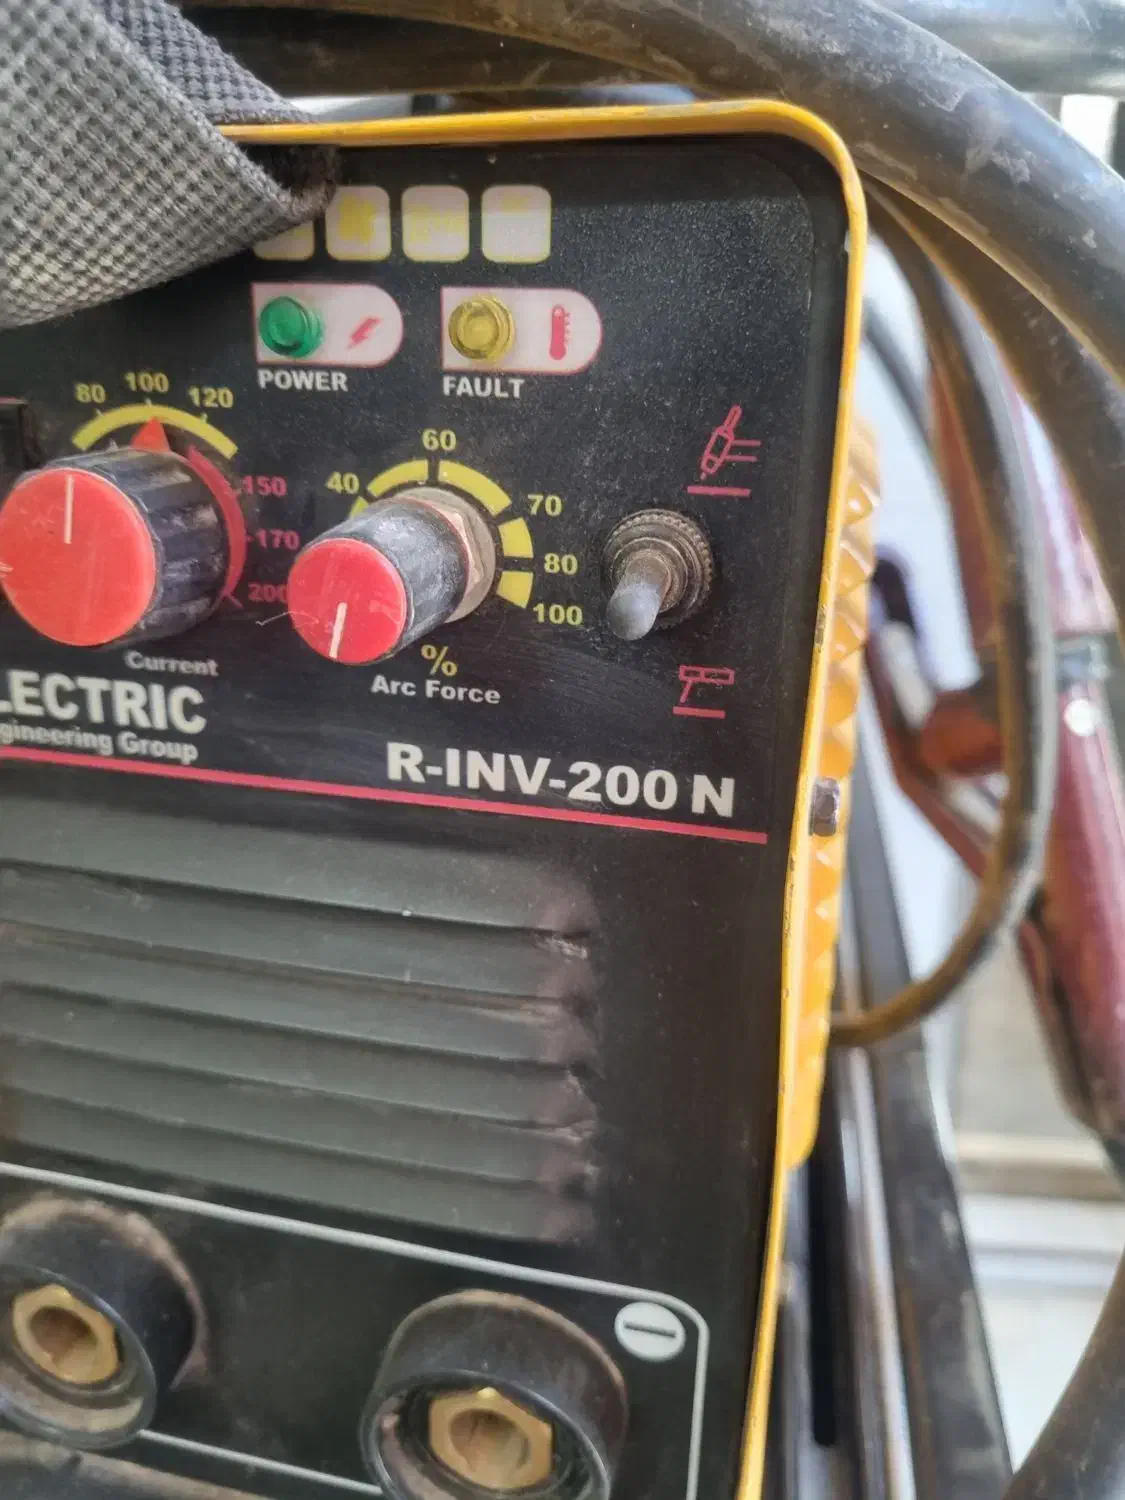 POWER
FAULT
80
100
120
150
170
200
40
60
70
80
100
%
Current
Arc Force
LECTRIC
gineering Group
R-INV-200 N